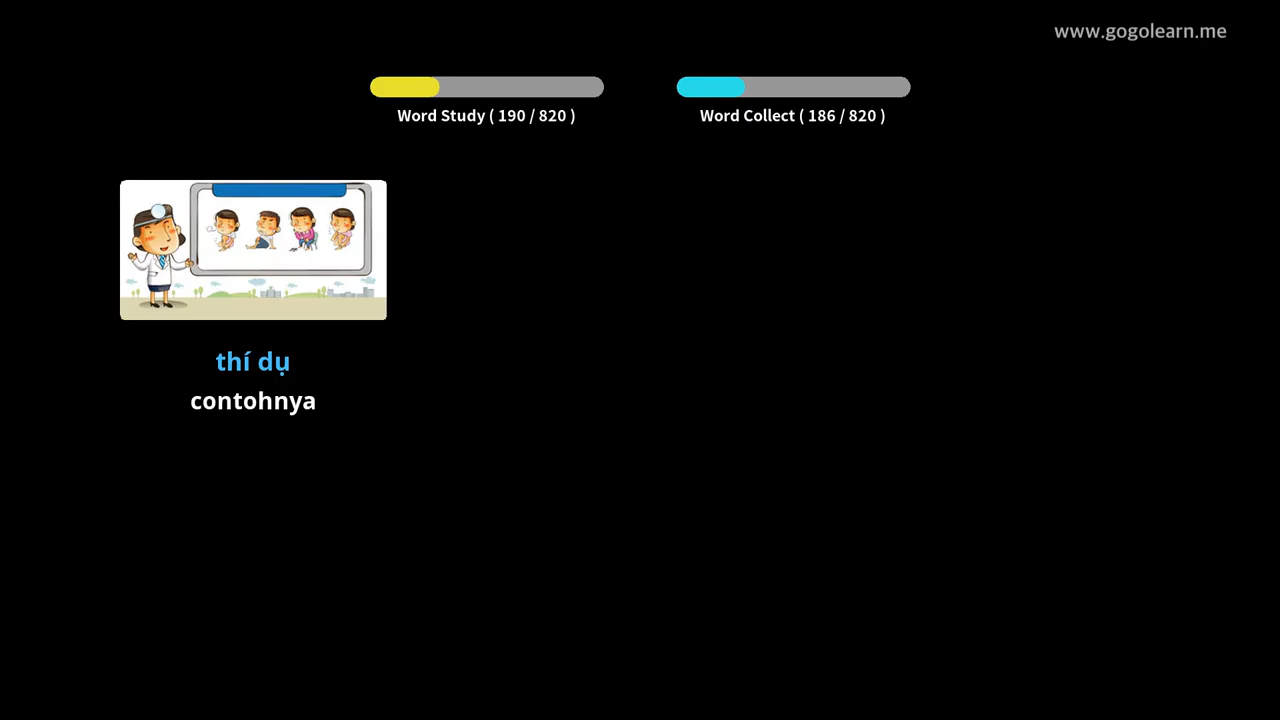 www.gogolearn.me
Word Study ( 190 / 820 )
Word Collect ( 186 / 820 )
thí dụ
contohnya